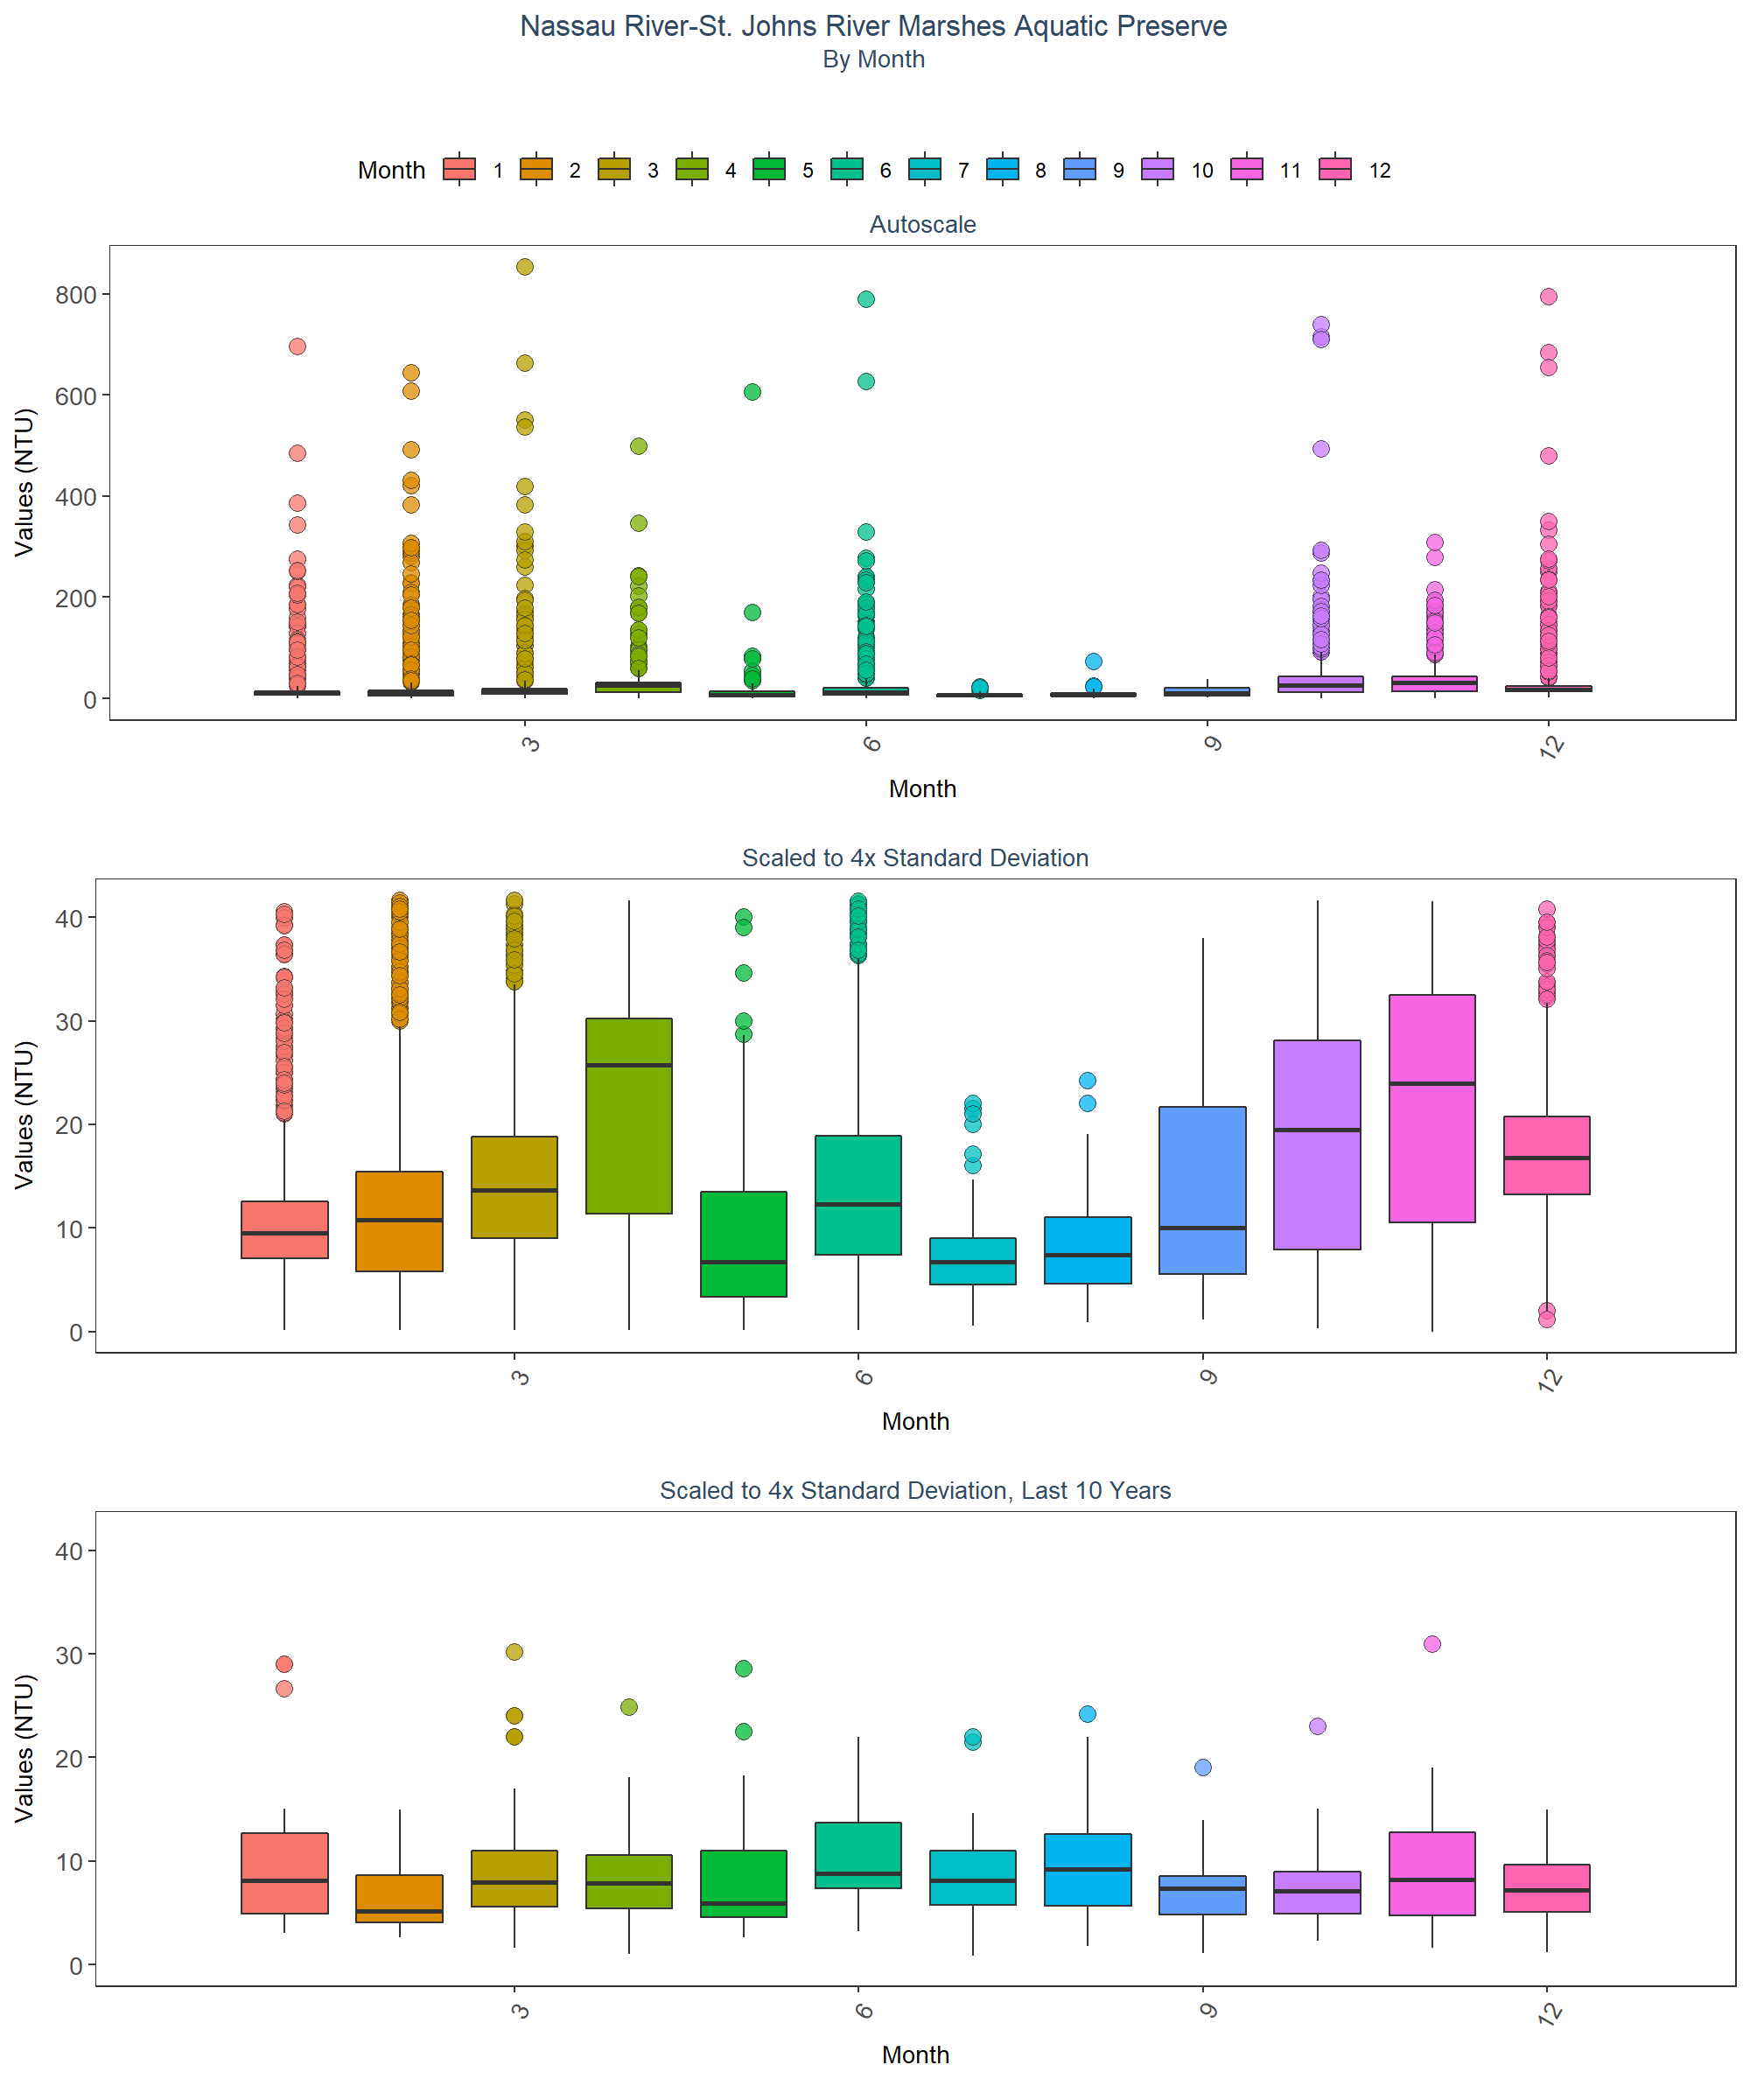 Nassau River-St. Johns River Marshes Aquatic Preserve
By Month
Month 1 2 3 4 5 6 7 8 9 10 11 12
Autoscale
Values (NTU)
800
600
400
200
0
3 6 9 12
Month
Scaled to 4x Standard Deviation
Values (NTU)
40
30
20
10
0
3 6 9 12
Month
Scaled to 4x Standard Deviation, Last 10 Years
Values (NTU)
40
30
20
10
0
3 6 9 12
Month